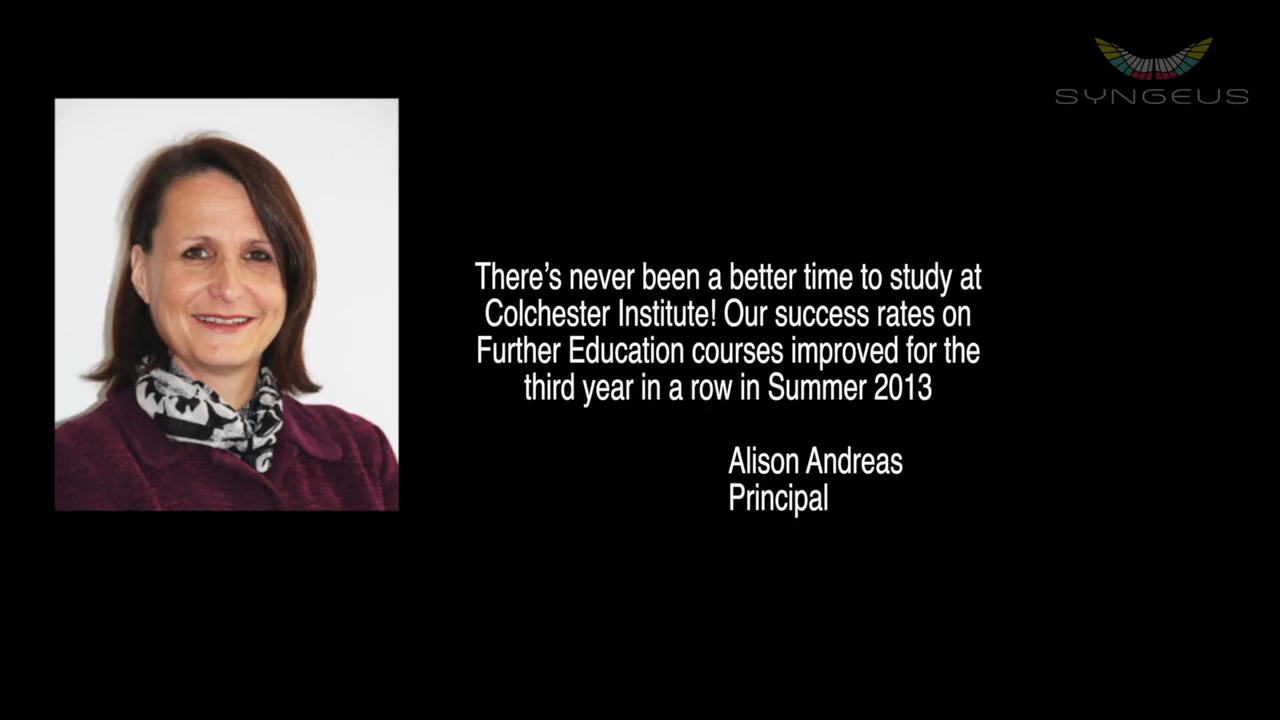 SYNGEUS
There's never been a better time to study at
Colchester Institute! Our success rates on
Further Education courses improved for the
third year in a row in Summer 2013
Alison Andreas
Principal